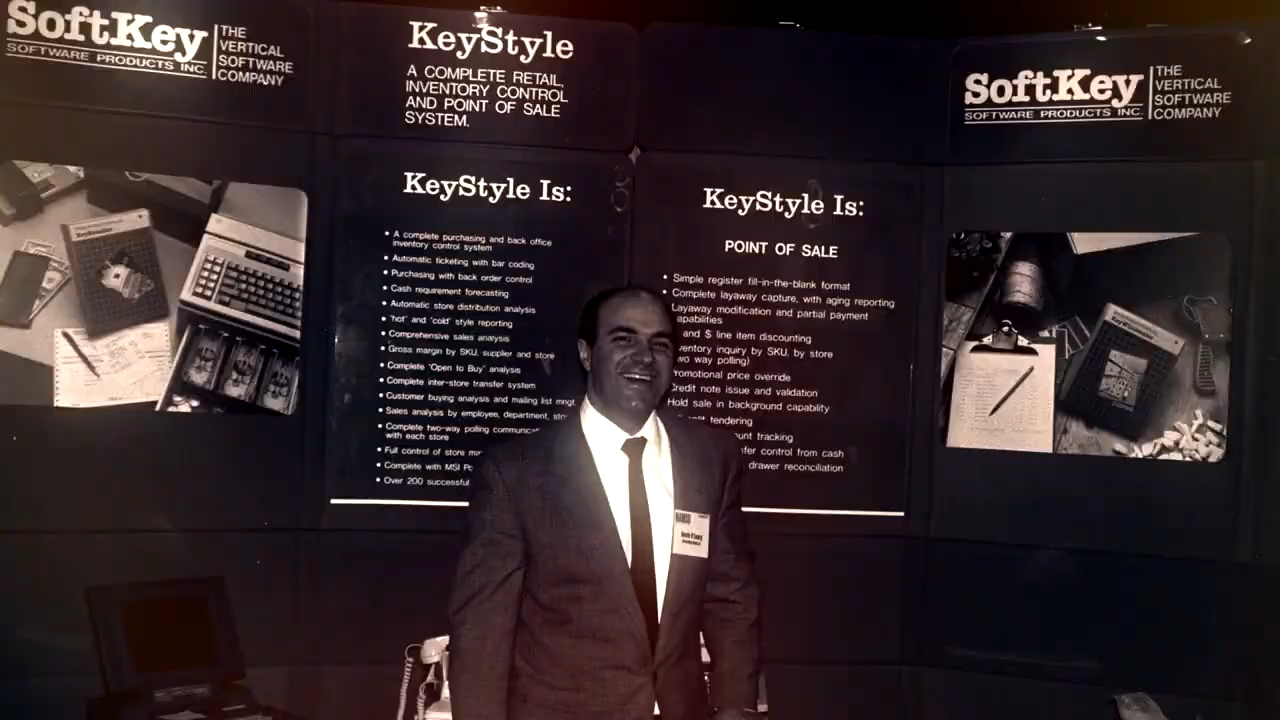 SoftKey
SOFTWARE PRODUCTS INC.
THE
VERTICAL
SOFTWARE
COMPANY
KeyStyle
A COMPLETE RETAIL,
INVENTORY CONTROL
AND POINT OF SALE
SYSTEM.
SoftKey
SOFTWARE PRODUCTS INC.
THE
VERTICAL
SOFTWARE
COMPANY
KeyStyle Is:
• A complete purchasing and back office
inventory control system
• Automatic ticketing with bar coding
• Purchasing with back order control
• Cash requirement forecasting
• Automatic store distribution analysis
• "hot" and "cold" style reporting
• Comprehensive sales analysis
• Gross margin by SKU, supplier and store
• Complete "Open to Buy" analysis
• Complete inter-store transfer system
• Customer buying analysis and mailing list mngt.
• Sales analysis by employee, department,
• Complete two-way polling
with each store
• Full control of store
• Complete with MSI
• Over 200 successful
KeyStyle Is:
POINT OF SALE
• Simple register fill-in-the-blank format
• Complete layaway capture, with aging reporting
Layaway modification and partial payment
capabilities
and $ line item discounting
inventory inquiry by SKU, by store
two way polling)
Promotional price override
Credit note issue and validation
Hold sale in background capability
tendering
tracking
control from cash
drawer reconciliation